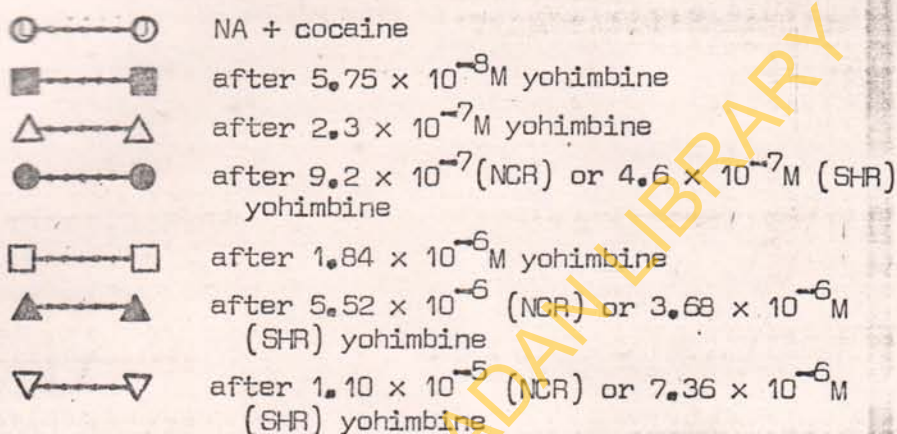 NA + cocaine
after 5.75 × 10⁻⁸M yohimbine
after 2.3 × 10⁻⁷M yohimbine
after 9.2 × 10⁻⁷(NCR) or 4.6 × 10⁻⁷M (SHR)
yohimbine
after 1.84 × 10⁻⁶M yohimbine
after 5.52 × 10⁻⁶ (NCR) or 3.68 × 10⁻⁶M
(SHR) yohimbine
after 1.10 × 10⁻⁵ (NCR) or 7.36 × 10⁻⁶M
(SHR) yohimbine
ADAN LIBRARY